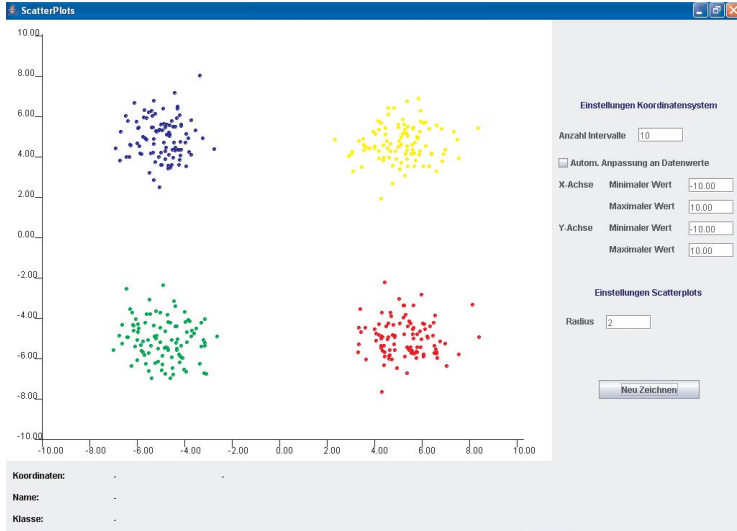 ScatterPlots
10.00
8.00
6.00
4.00
2.00
0.00
-2.00
-4.00
-6.00
-8.00
-10.00
-10.00 -8.00 -6.00 -4.00 -2.00 0.00 2.00 4.00 6.00 8.00 10.00
Einstellungen Koordinatensystem
Anzahl Intervalle 10
Autom. Anpassung an Datenwerte
X-Achse Minimaler Wert -10.00
Maximaler Wert 10.00
Y-Achse Minimaler Wert -10.00
Maximaler Wert 10.00
Einstellungen Scatterplots
Radius 2
Neu Zeichnen
Koordinaten: - -
Name: -
Klasse: -